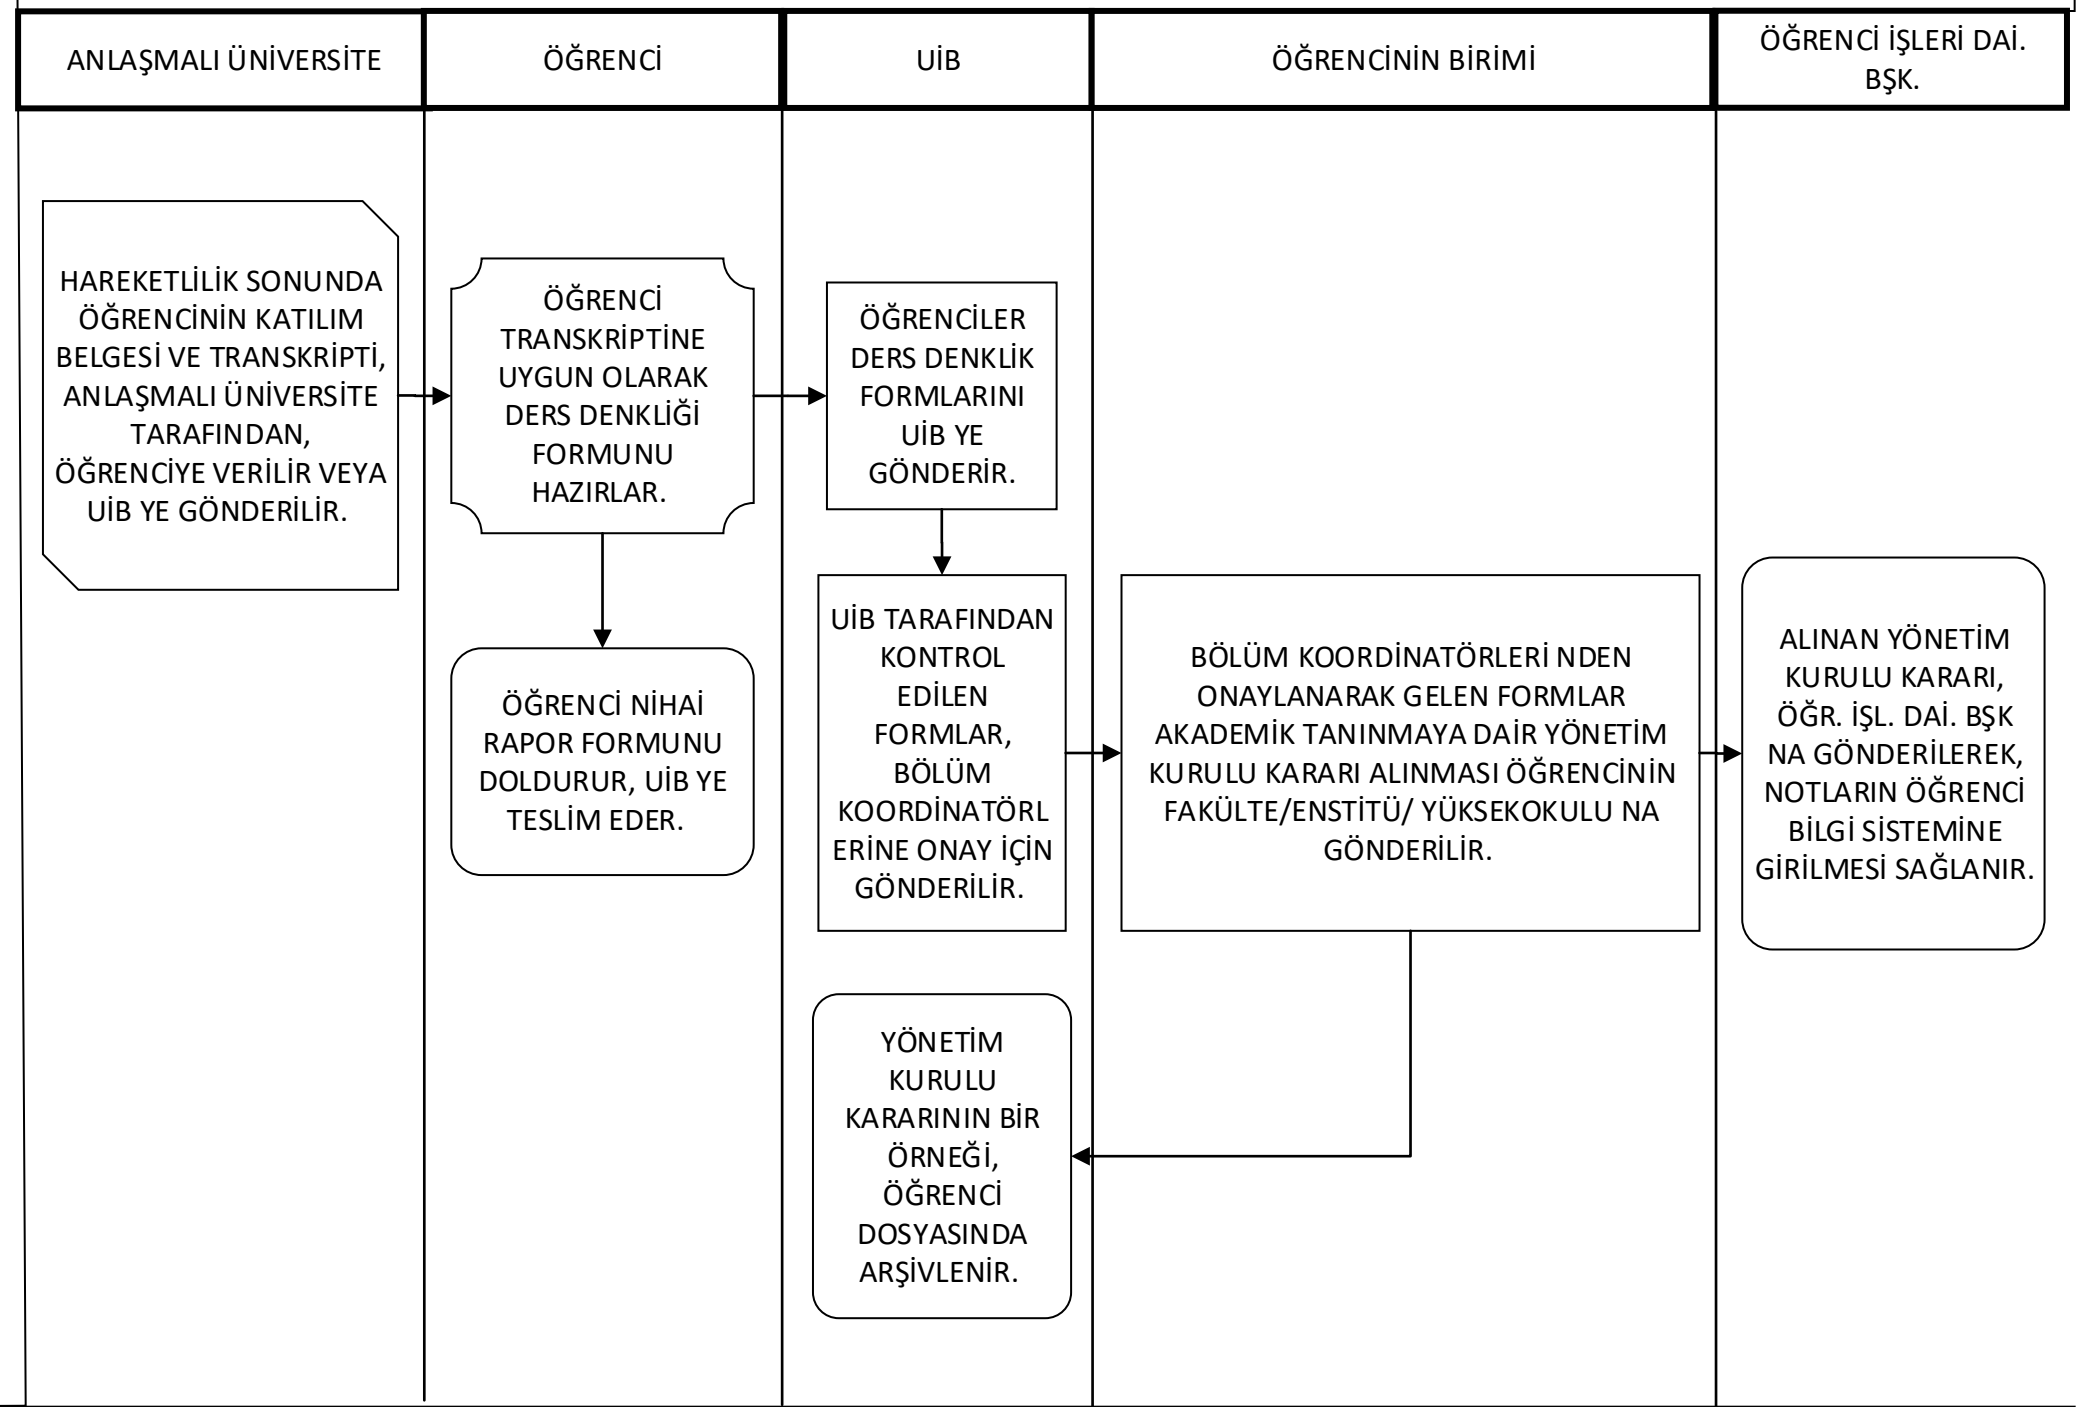 ANLAŞMALI ÜNİVERSİTE
ÖĞRENCİ
UİB
ÖĞRENCİNİN BİRİMİ
ÖĞRENCİ İŞLERİ DAİ.
BŞK.
HAREKETLİLİK SONUNDA
ÖĞRENCİNİN KATILIM
BELGESİ VE TRANSKRİPTİ,
ANLAŞMALI ÜNİVERSİTE
TARAFINDAN,
ÖĞRENCİYE VERİLİR VEYA
UİB YE GÖNDERİLİR.
ÖĞRENCİ
TRANSKRİPTİNE
UYGUN OLARAK
DERS DENKLİĞİ
FORMUNU
HAZIRLAR.
ÖĞRENCİ NİHAİ
RAPOR FORMUNU
DOLDURUR, UİB YE
TESLİM EDER.
ÖĞRENCİLER
DERS DENKLİK
FORMLARINI
UİB YE
GÖNDERİR.
UİB TARAFINDAN
KONTROL
EDİLEN
FORMLAR,
BÖLÜM
KOORDİNATÖRL
ERİNE ONAY İÇİN
GÖNDERİLİR.
YÖNETİM
KURULU
KARARININ BİR
ÖRNEĞİ,
ÖĞRENCİ
DOSYASINDA
ARŞİVLENİR.
BÖLÜM KOORDİNATÖRLERİ NDEN
ONAYLANARAK GELEN FORMLAR
AKADEMİK TANINMAYA DAİR YÖNETİM
KURULU KARARI ALINMASI ÖĞRENCİNİN
FAKÜLTE/ENSTİTÜ/ YÜKSEKOKULU NA
GÖNDERİLİR.
ALINAN YÖNETİM
KURULU KARARI,
ÖĞR. İŞL. DAİ. BŞK
NA GÖNDERİLEREK,
NOTLARIN ÖĞRENCİ
BİLGİ SİSTEMİNE
GİRİLMESİ SAĞLANIR.